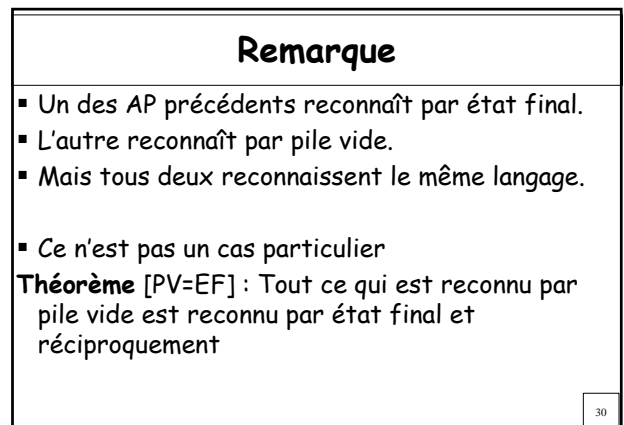 Remarque
▪ Un des AP précédents reconnaît par état final.
▪ L'autre reconnaît par pile vide.
▪ Mais tous deux reconnaissent le même langage.
▪ Ce n'est pas un cas particulier
Théorème [PV=EF] : Tout ce qui est reconnu par
pile vide est reconnu par état final et
réciproquement
30